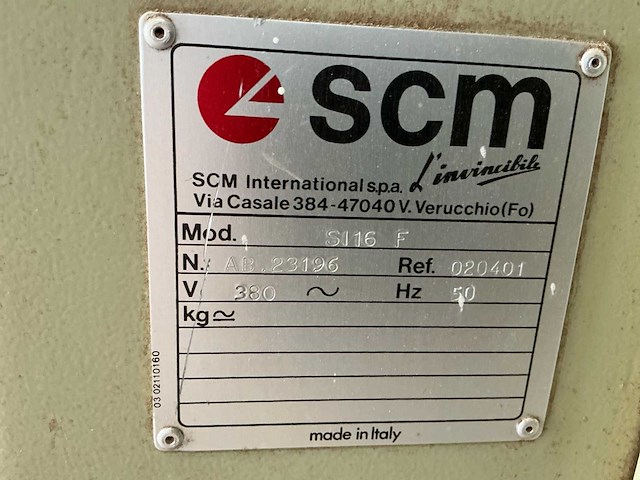 scm
L'invincibile
SCM International s.p.a.
Via Casale 384-47040 V. Verucchio (Fo)
Mod. SI16 F
N. AB.23196 Ref. 020401
V 380 ~ Hz 50
kg ≃
03 02110160
made in Italy